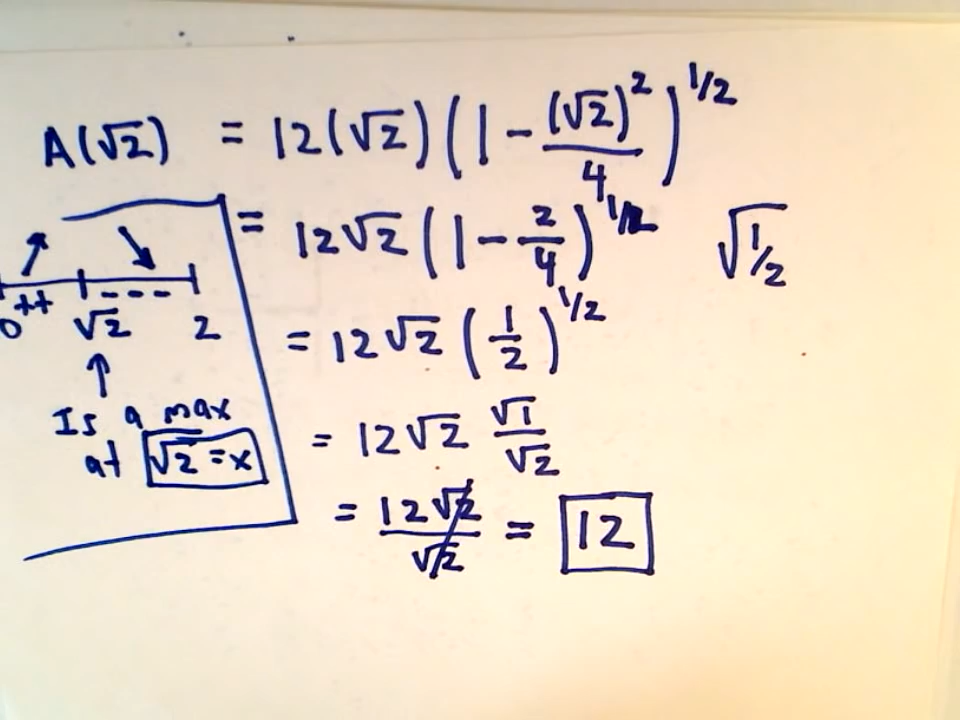 A(√2) = 12(√2)(1 - (√2)²/4)^1/2
= 12√2 (1 - 2/4)^1/2 √1/2
= 12√2 (1/2)^1/2
= 12√2 √1/√2
= 12√2/√2 = 12
++ ---
0 √2 2
↑
Is a max
at √2 = x